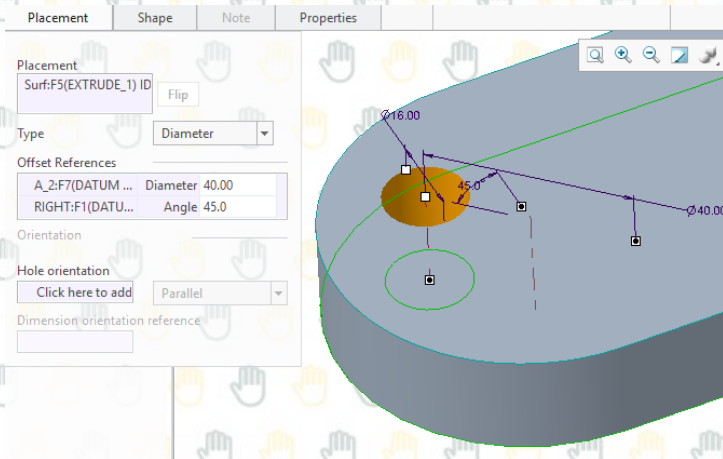 Placement Shape Note Properties
Placement
Surf:F5(EXTRUDE_1) ID
Flip
Type Diameter
Offset References
A_2:F7(DATUM ... Diameter 40.00
RIGHT:F1(DATU... Angle 45.0
Orientation
Hole orientation
Click here to add Parallel
Dimension orientation reference
Ø16.00
45.0
Ø40.00